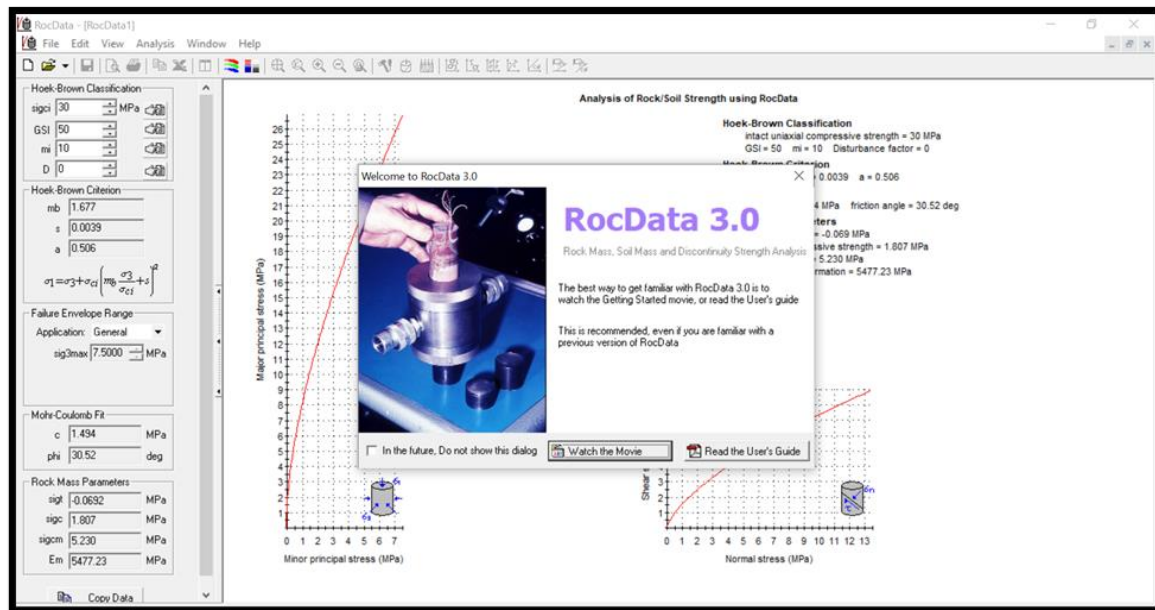 RocData - [RocData1]
File Edit View Analysis Window Help
Hoek-Brown Classification
sigci 30 MPa
GSI 50
mi 10
D 0
Hoek-Brown Criterion
mb 1.677
s 0.0039
a 0.506
Failure Envelope Range
Application: General
sig3max 7.5000 MPa
Mohr-Coulomb Fit
c 1.494 MPa
phi 30.52 deg
Rock Mass Parameters
sigt -0.0692 MPa
sigc 1.807 MPa
sigcm 5.230 MPa
Em 5477.23 MPa
Copy Data
Analysis of Rock/Soil Strength using RocData
Hoek-Brown Classification
intact uniaxial compressive strength = 30 MPa
GSI = 50 mi = 10 Disturbance factor = 0
Hoek-Brown Criterion
0.0039 a = 0.506
4 MPa friction angle = 30.52 deg
= -0.069 MPa
strength = 1.807 MPa
= 5.230 MPa
= 5477.23 MPa
Major principal stress (MPa)
26
25
24
23
22
21
20
19
18
17
16
15
14
13
12
11
10
9
8
7
6
5
4
3
2
1
0 1 2 3 4 5 6 7
Minor principal stress (MPa)
Welcome to RocData 3.0
RocData 3.0
Rock Mass, Soil Mass and Discontinuity Strength Analysis
The best way to get familiar with RocData 3.0 is to
watch the Getting Started movie, or read the User's guide
This is recommended, even if you are familiar with a
previous version of RocData
In the future, Do not show this dialog
Watch the Movie
Read the User's Guide
3
2
1
0 1 2 3 4 5 6 7 8 9 10 11 12 13
Normal stress (MPa)